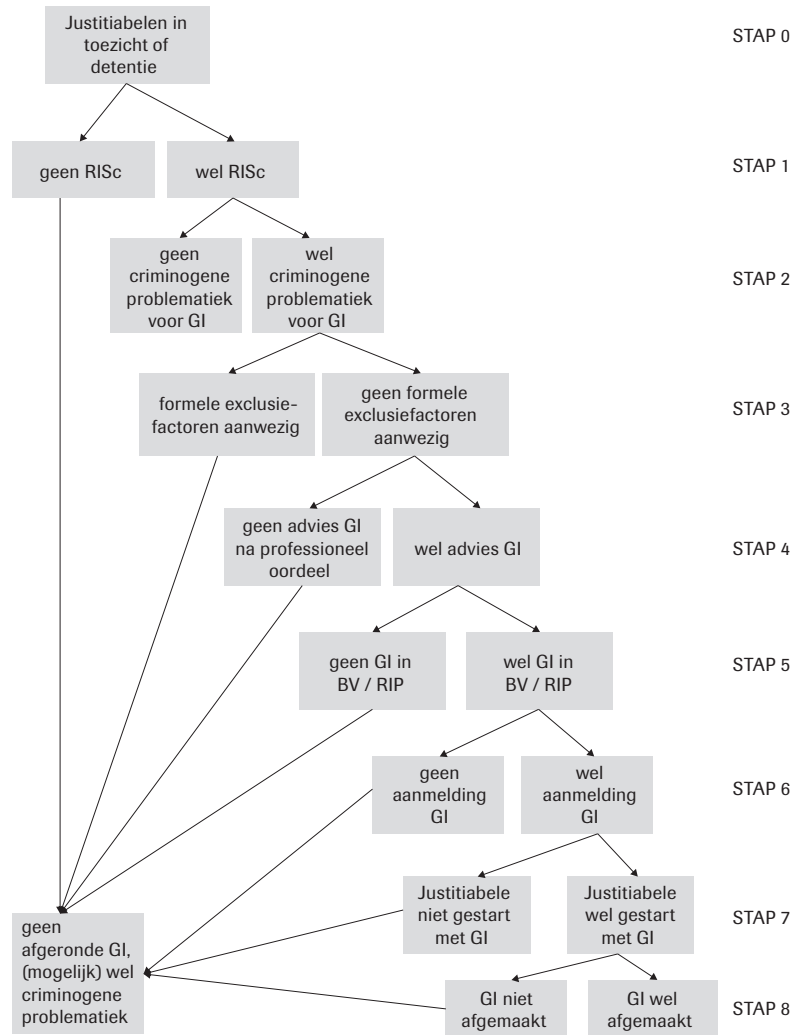 Justitiabelen in
toezicht of
detentie
STAP 0
geen RISc
wel RISc
STAP 1
geen
criminogene
problematiek
voor GI
wel
criminogene
problematiek
voor GI
STAP 2
formele exclusie-
factoren aanwezig
geen formele
exclusiefactoren
aanwezig
STAP 3
geen advies GI
na professioneel
oordeel
wel advies GI
STAP 4
geen GI in
BV / RIP
wel GI in
BV / RIP
STAP 5
geen
aanmelding
GI
wel
aanmelding
GI
STAP 6
Justitiabele
niet gestart
met GI
Justitiabele
wel gestart
met GI
STAP 7
geen
afgeronde GI,
(mogelijk) wel
criminogene
problematiek
GI niet
afgemaakt
GI wel
afgemaakt
STAP 8